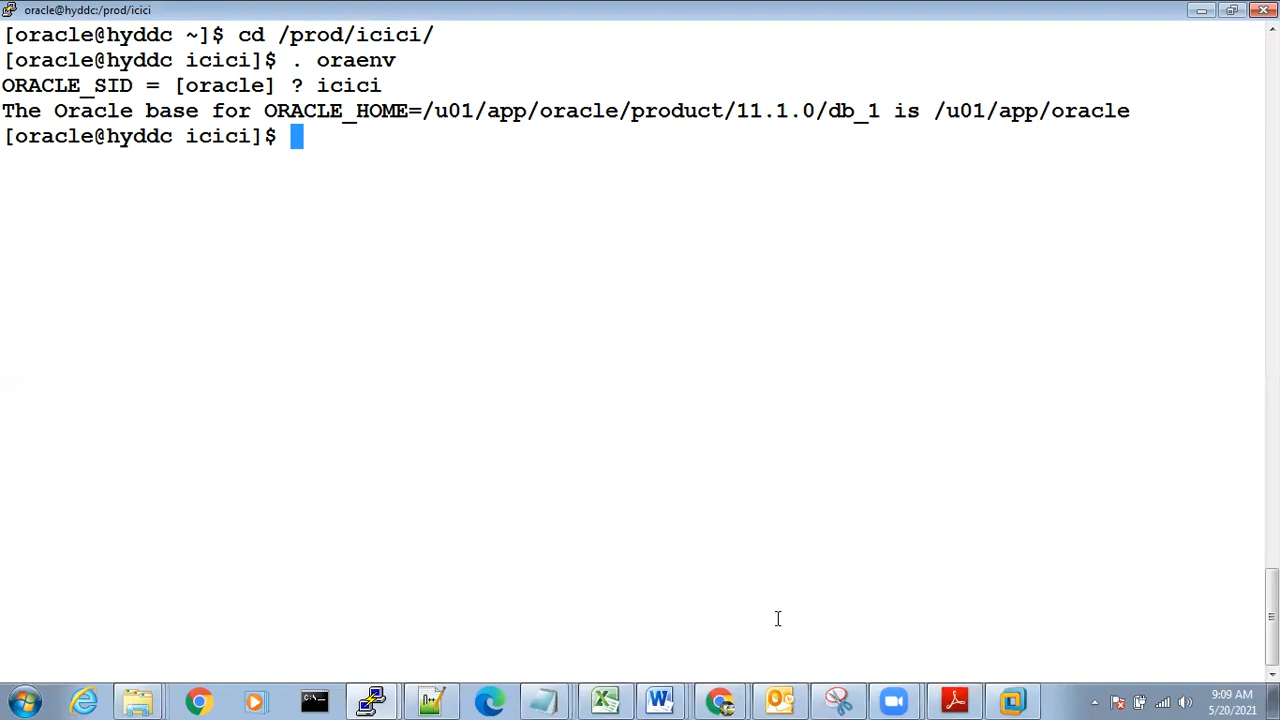 oracle@hyddc:/prod/icici
[oracle@hyddc ~]$ cd /prod/icici/
[oracle@hyddc icici]$ . oraenv
ORACLE_SID = [oracle] ? icici
The Oracle base for ORACLE_HOME=/u01/app/oracle/product/11.1.0/db_1 is /u01/app/oracle
[oracle@hyddc icici]$
9:09 AM
5/20/2021